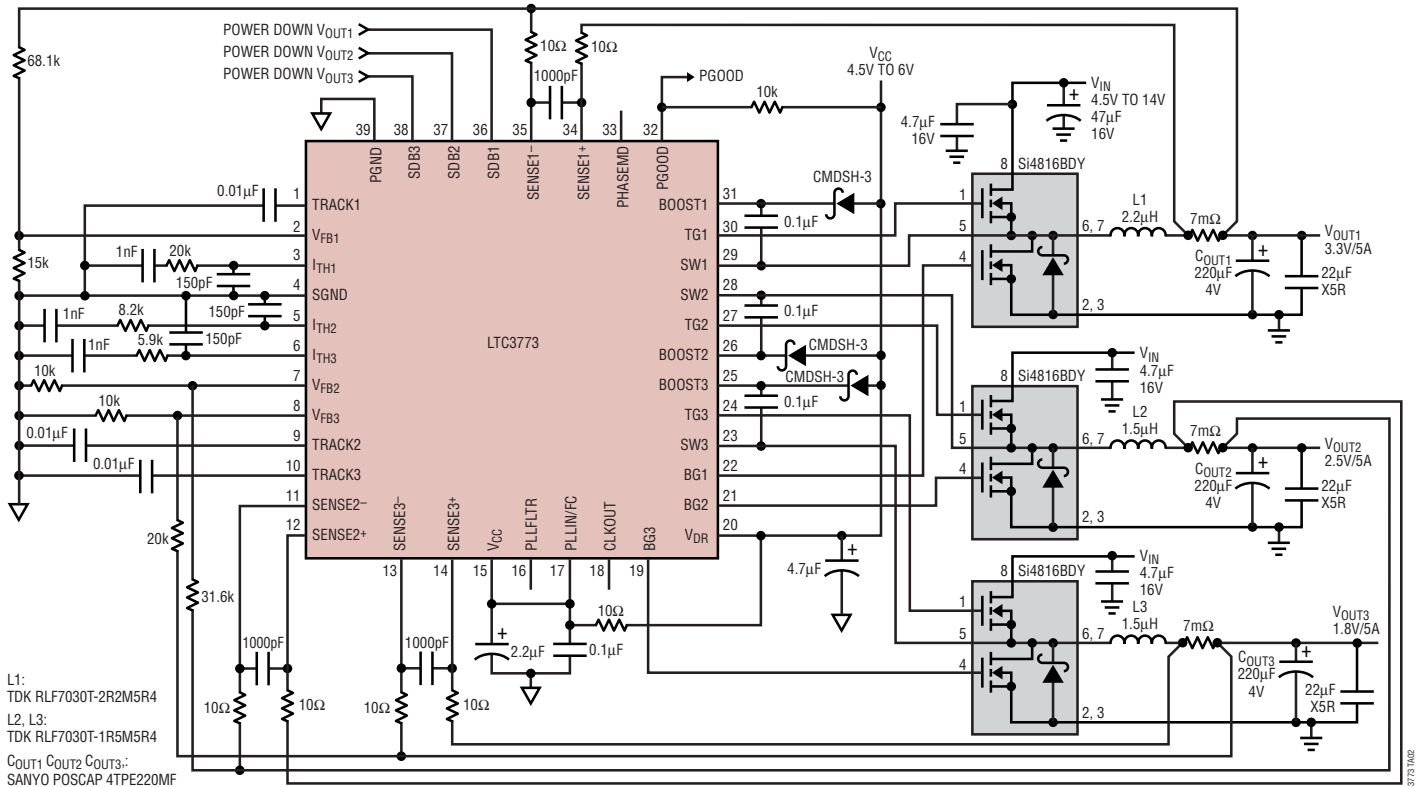 POWER DOWN VOUT1
POWER DOWN VOUT2
POWER DOWN VOUT3
68.1k
10Ω
10Ω
1000pF
VCC
4.5V TO 6V
PGOOD
10k
VIN
4.5V TO 14V
47µF
16V
+
4.7µF
16V
39
38
37
36
35
34
33
32
PGND
SDB3
SDB2
SDB1
SENSE1–
SENSE1+
PHASEMD
PGOOD
0.01µF
1
TRACK1
2
VFB1
15k
1nF
20k
3
ITH1
150pF
4
SGND
150pF
1nF
8.2k
5
ITH2
150pF
1nF
5.9k
6
ITH3
10k
7
VFB2
10k
8
VFB3
0.01µF
9
TRACK2
0.01µF
10
TRACK3
11
SENSE2–
12
SENSE2+
LTC3773
BOOST1
31
TG1
30
SW1
29
SW2
28
TG2
27
BOOST2
26
BOOST3
25
TG3
24
SW3
23
BG1
22
BG2
21
VDR
20
CMDSH-3
0.1µF
0.1µF
CMDSH-3
CMDSH-3
0.1µF
SENSE3–
SENSE3+
VCC
PLLFLTR
PLLIN/FC
CLKOUT
BG3
13
14
15
16
17
18
19
20k
31.6k
1000pF
10Ω
10Ω
1000pF
10Ω
10Ω
+
2.2µF
0.1µF
10Ω
4.7µF
+
8
Si4816BDY
1
5
4
6, 7
2, 3
L1
2.2µH
7mΩ
VOUT1
3.3V/5A
COUT1
220µF
4V
+
22µF
X5R
VIN
4.7µF
16V
8
Si4816BDY
1
5
4
6, 7
2, 3
L2
1.5µH
7mΩ
VOUT2
2.5V/5A
COUT2
220µF
4V
+
22µF
X5R
VIN
4.7µF
16V
8
Si4816BDY
1
5
4
6, 7
2, 3
L3
1.5µH
7mΩ
VOUT3
1.8V/5A
COUT3
220µF
4V
+
22µF
X5R
L1:
TDK RLF7030T-2R2M5R4
L2, L3:
TDK RLF7030T-1R5M5R4
COUT1 COUT2 COUT3,:
SANYO POSCAP 4TPE220MF
3773 TA02